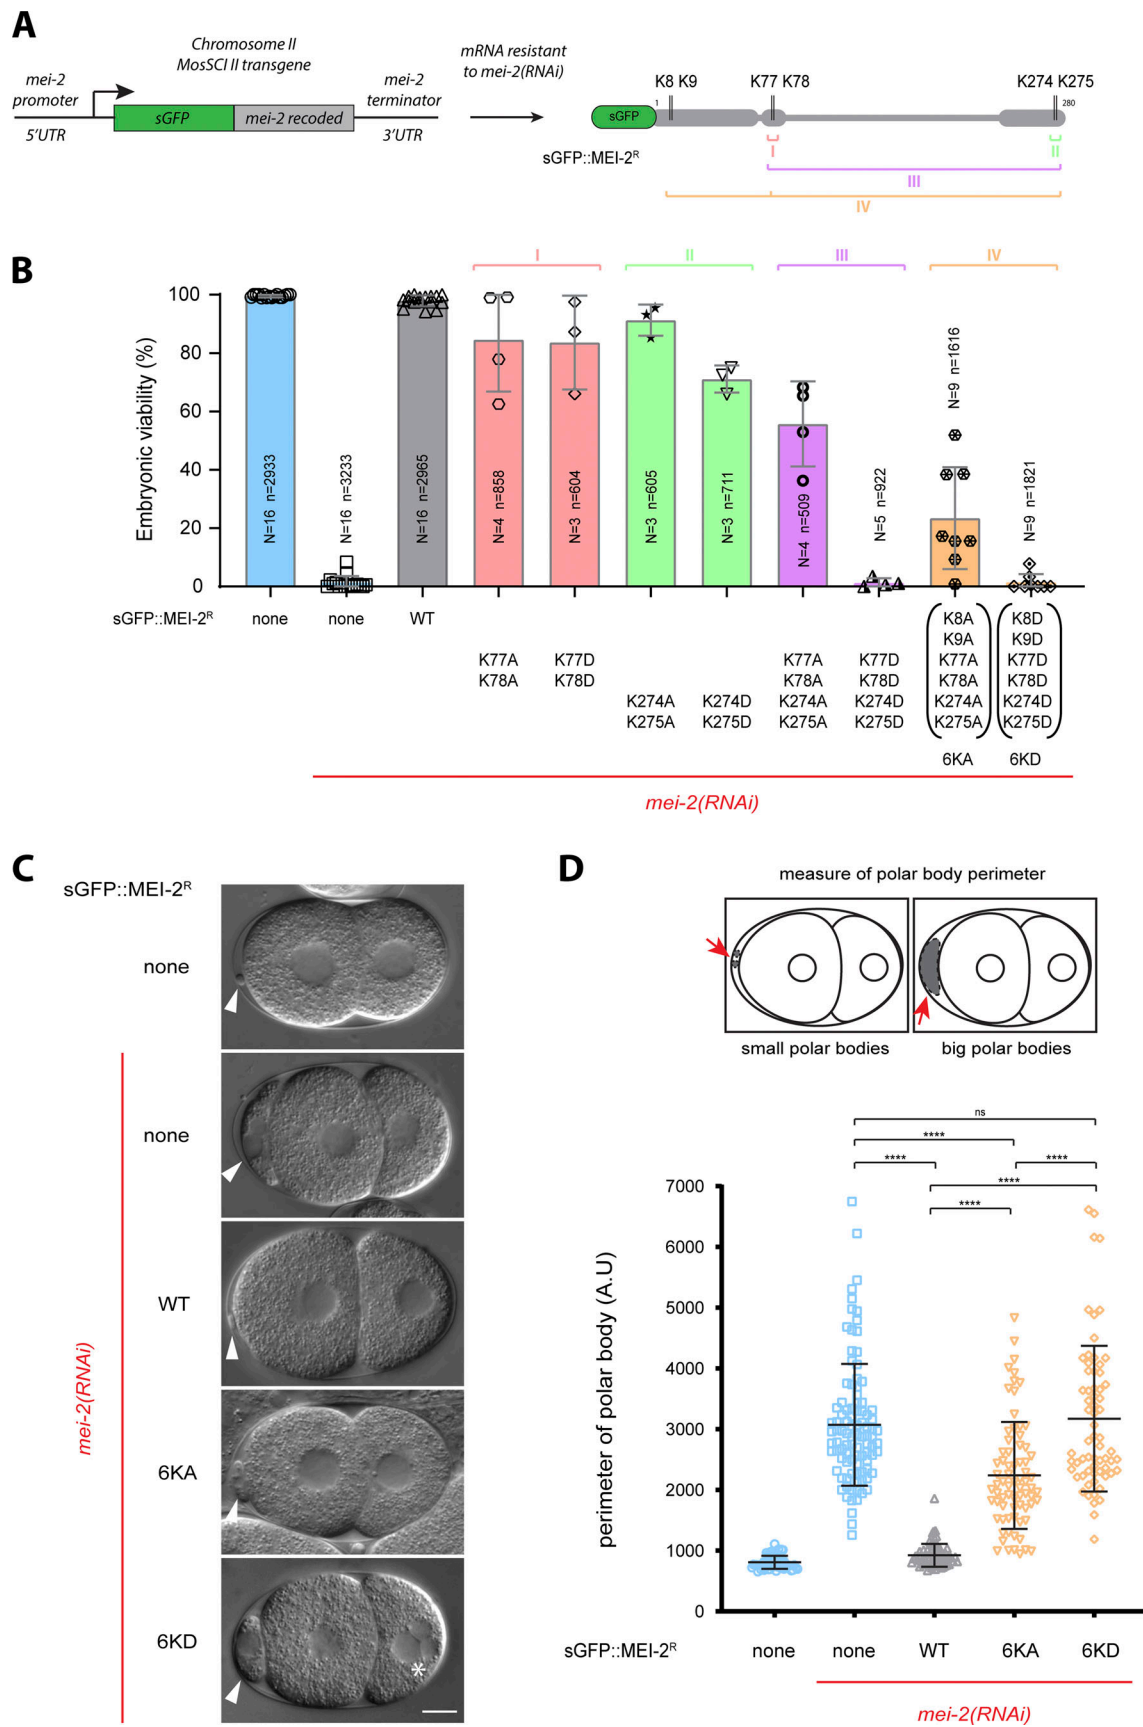 A
Chromosome II
MosSCI II transgene
mei-2
promoter
5'UTR
sGFP
mei-2 recoded
mei-2
terminator
3'UTR
mRNA resistant
to mei-2(RNAi)
K8 K9
K77 K78
K274 K275
sGFP
1
280
sGFP::MEI-2R
I
II
III
IV
B
I
II
III
IV
Embryonic viability (%)
100
80
60
40
20
0
N=16 n=2933
N=16 n=3233
N=16 n=2965
N=4 n=858
N=3 n=604
N=3 n=605
N=3 n=711
N=4 n=509
N=5 n=922
N=9 n=1616
N=9 n=1821
sGFP::MEI-2R
none
none
WT
K77A
K78A
K77D
K78D
K274A
K275A
K274D
K275D
K77A
K78A
K274A
K275A
K77D
K78D
K274D
K275D
K8A
K9A
K77A
K78A
K274A
K275A
6KA
K8D
K9D
K77D
K78D
K274D
K275D
6KD
mei-2(RNAi)
C
sGFP::MEI-2R
none
none
WT
6KA
6KD
mei-2(RNAi)
*
D
measure of polar body perimeter
small polar bodies
big polar bodies
ns
****
**** ****
****
****
perimeter of polar body (A.U)
7000
6000
5000
4000
3000
2000
1000
0
sGFP::MEI-2R
none
none
WT
6KA
6KD
mei-2(RNAi)